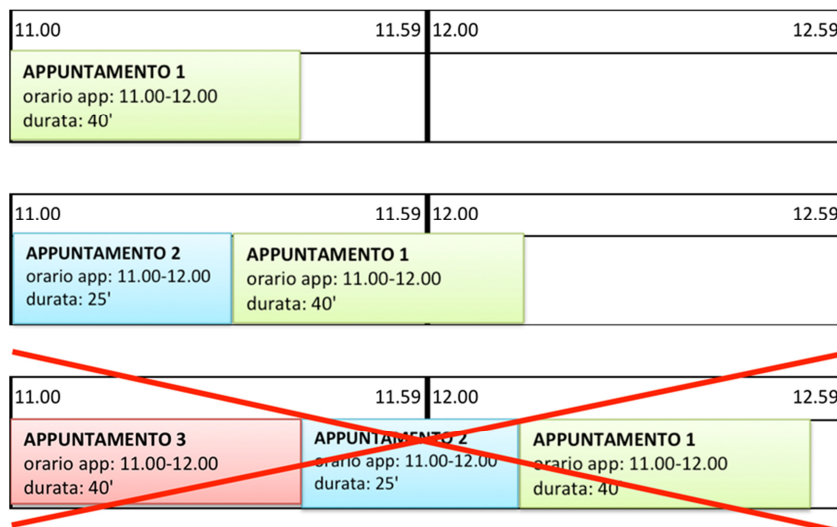 11.00 11.59 12.00 12.59
APPUNTAMENTO 1
orario app: 11.00-12.00
durata: 40'
11.00 11.59 12.00 12.59
APPUNTAMENTO 2 APPUNTAMENTO 1
orario app: 11.00-12.00 orario app: 11.00-12.00
durata: 25' durata: 40'
11.00 11.59 12.00 12.59
APPUNTAMENTO 3 APPUNTAMENTO 2 APPUNTAMENTO 1
orario app: 11.00-12.00 orario app: 11.00-12.00 orario app: 11.00-12.00
durata: 40' durata: 25' durata: 40'